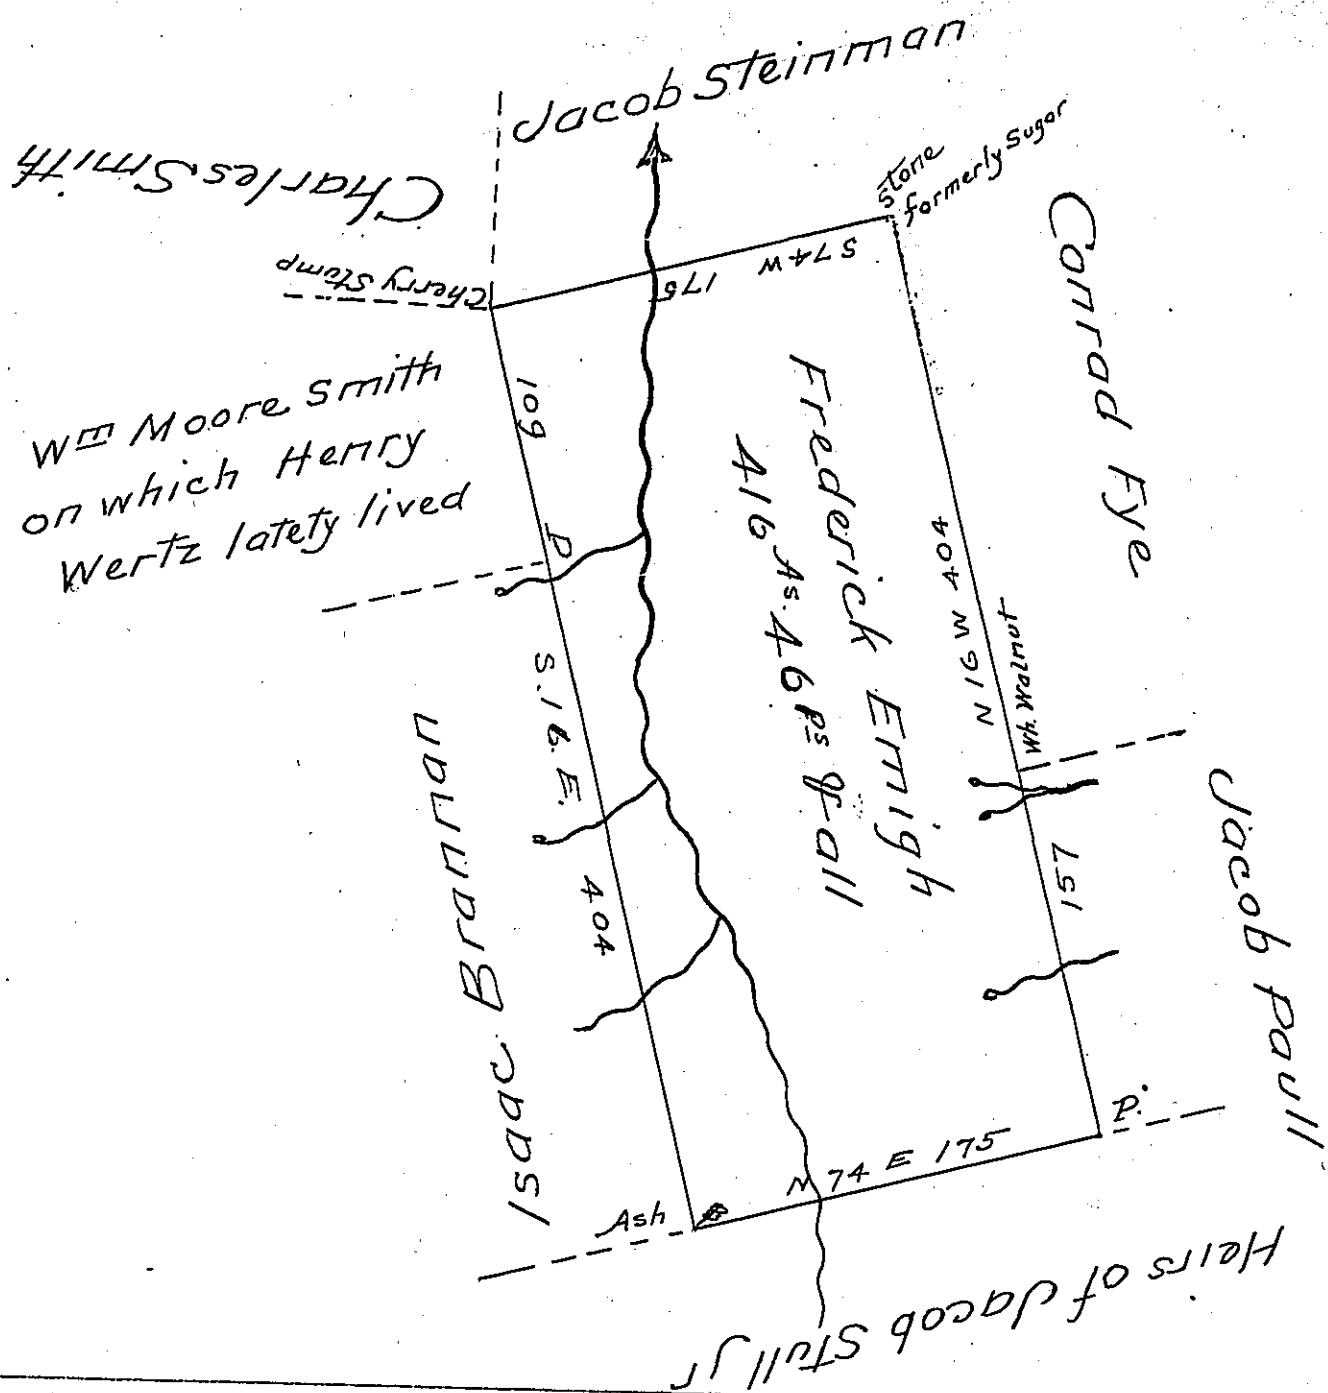 Jacob Steinman
Charles Smith
Stone
formerly Sugar
Cherry Stump
175 S 74 W
Conrad Fye
Wm Moore Smith
on which Henry
Wertz latety lived
109
P
Frederick Emigh
416 As. 46 Ps & all
N 16 W 404
Wh. Walnut
S. 16. E.
404
Isaac Brannan
157
Jacob Paull
P.
N 74 E 175
Ash
Heirs of Jacob Stull jr